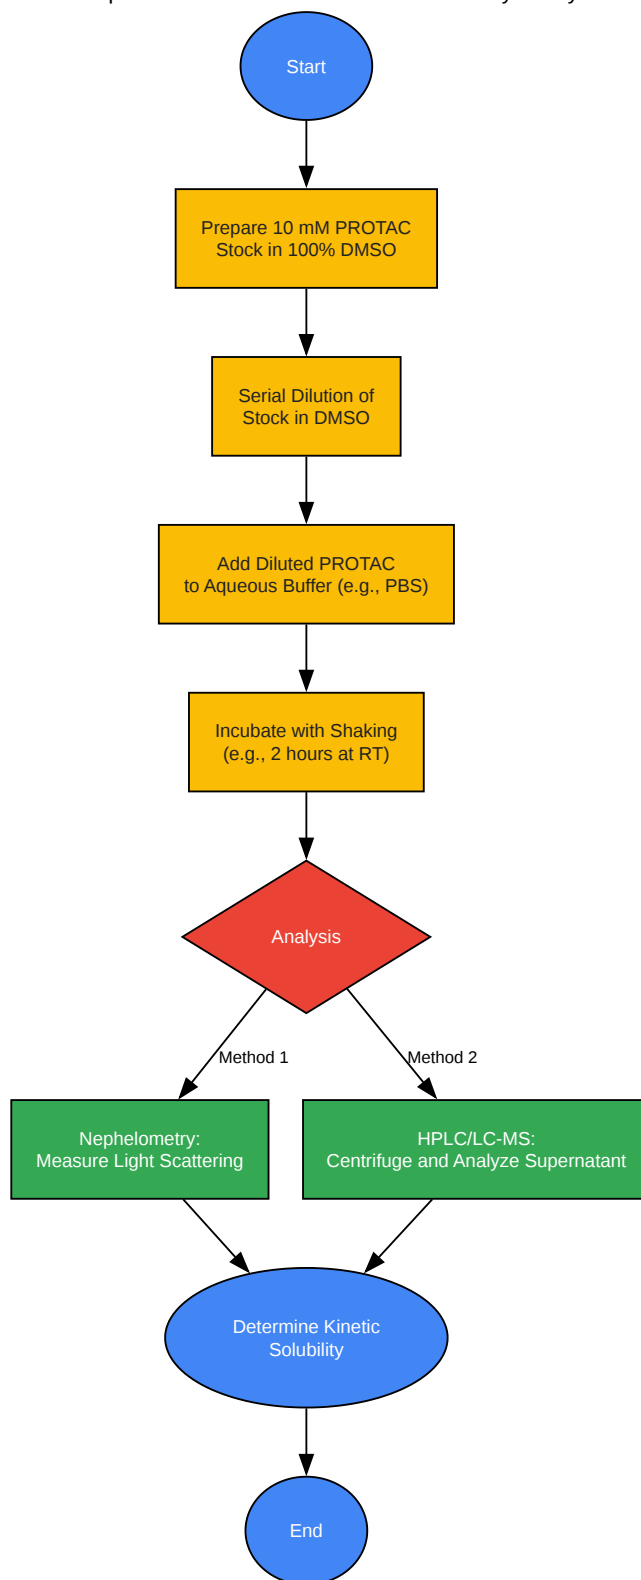 Start
Prepare 10 mM PROTAC
Stock in 100% DMSO
Serial Dilution of
Stock in DMSO
Add Diluted PROTAC
to Aqueous Buffer (e.g., PBS)
Incubate with Shaking
(e.g., 2 hours at RT)
Analysis
Method 1
Method 2
Nephelometry:
Measure Light Scattering
HPLC/LC-MS:
Centrifuge and Analyze Supernatant
Determine Kinetic
Solubility
End